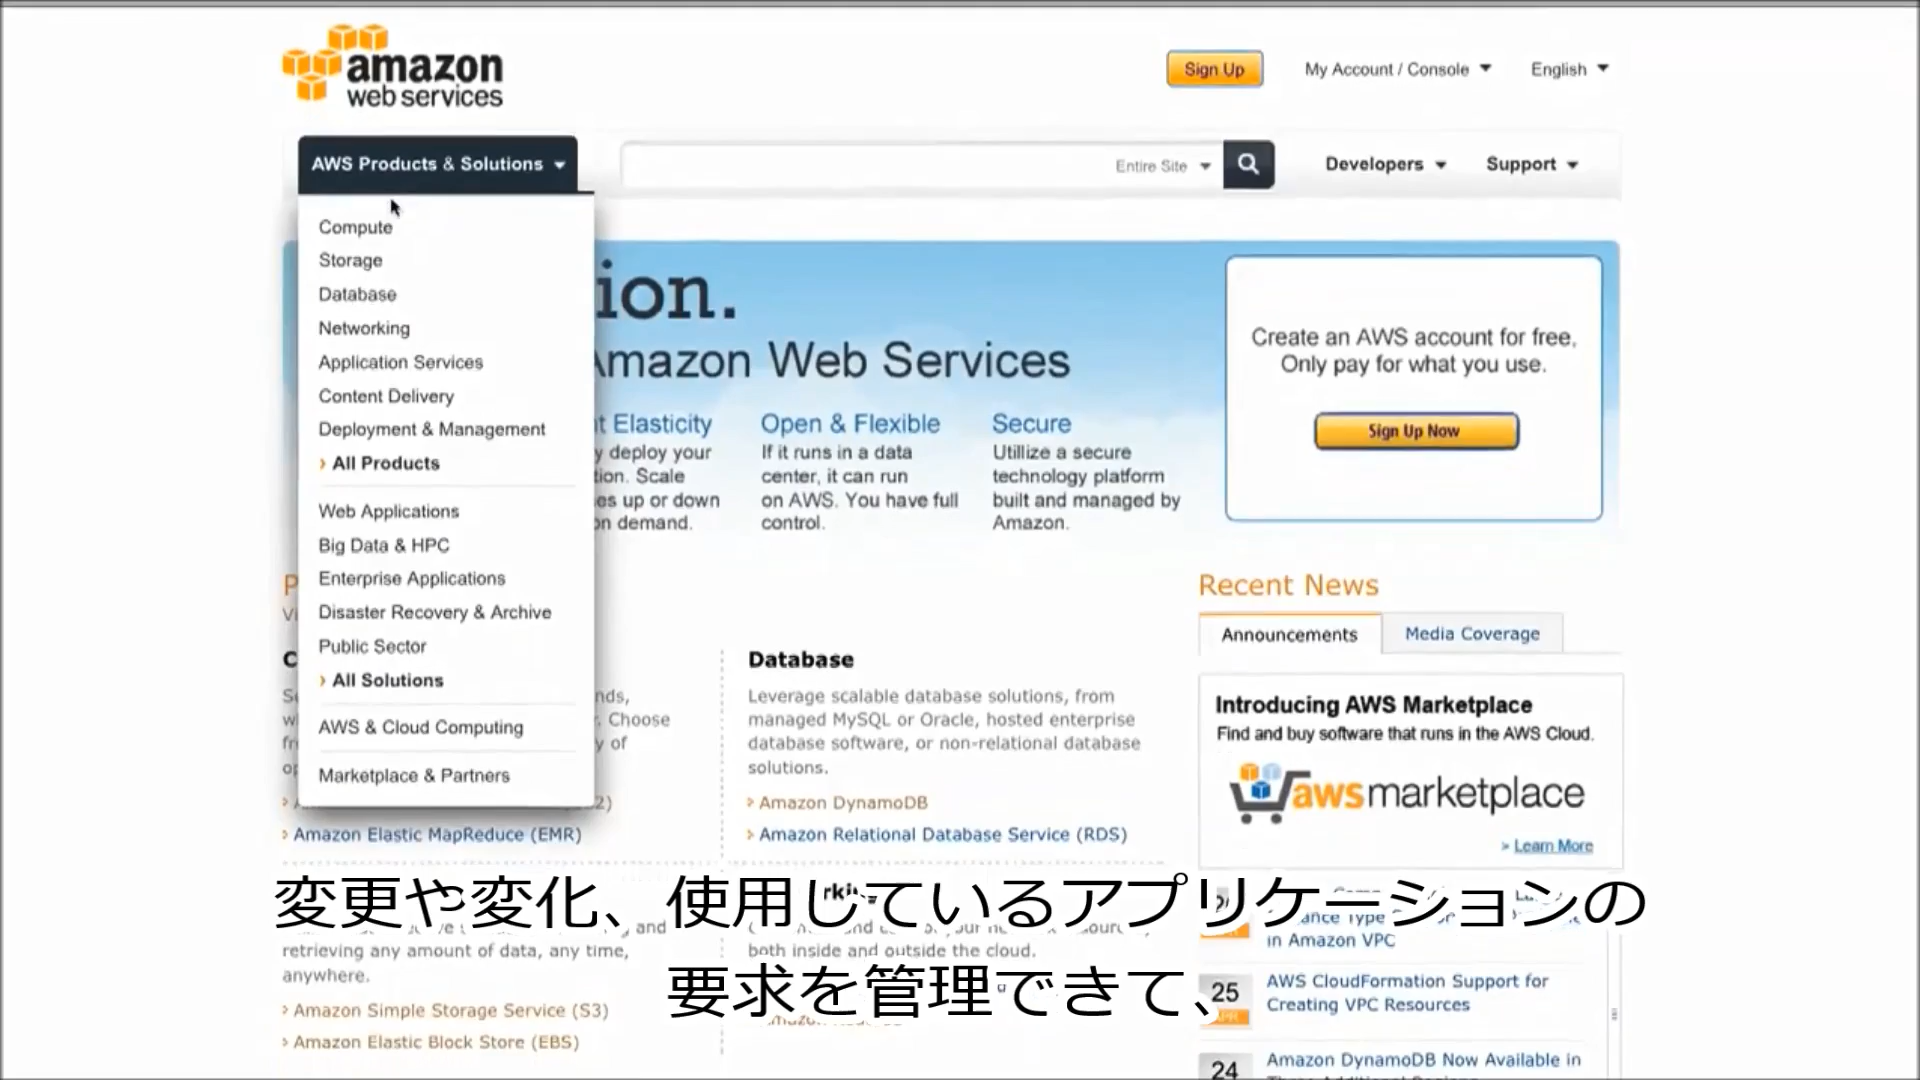 amazon
web services
Sign Up
My Account / Console
English
AWS Products & Solutions
Entire Site
Developers
Support
Compute
Storage
Database
Networking
Application Services
Content Delivery
Deployment & Management
› All Products
Web Applications
Big Data & HPC
Enterprise Applications
Disaster Recovery & Archive
Public Sector
› All Solutions
AWS & Cloud Computing
Marketplace & Partners
ion.
Amazon Web Services
Elasticity
deploy your
Scale
up or down
on demand.
Open & Flexible
If it runs in a data
center, it can run
on AWS. You have full
control.
Secure
Utillize a secure
technology platform
built and managed by
Amazon.
Create an AWS account for free,
Only pay for what you use.
Sign Up Now
Choose
of
Amazon Elastic MapReduce (EMR)
Database
Leverage scalable database solutions, from
managed MySQL or Oracle, hosted enterprise
database software, or non-relational database
solutions.
Amazon DynamoDB
Amazon Relational Database Service (RDS)
and
retrieving any amount of data, any time,
anywhere.
Amazon Simple Storage Service (S3)
Amazon Elastic Block Store (EBS)
both inside and outside the cloud.
Recent News
Announcements
Media Coverage
Introducing AWS Marketplace
Find and buy software that runs in the AWS Cloud.
aws marketplace
» Learn More
in Amazon VPC
25
AWS CloudFormation Support for
Creating VPC Resources
24
Amazon DynamoDB Now Available in
変更や変化、使用しているアプリケーションの
要求を管理できて、